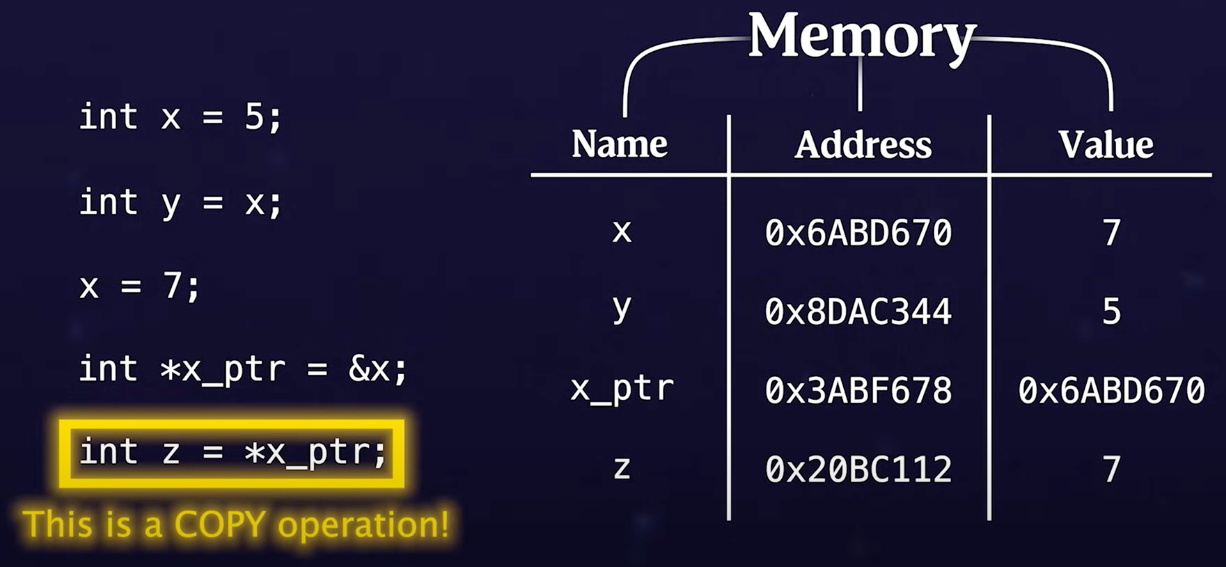 Memory
int x = 5;
int y = x;
x = 7;
int *x_ptr = &x;
int z = *x_ptr;
This is a COPY operation!
Name Address Value
x 0x6ABD670 7
y 0x8DAC344 5
x_ptr 0x3ABF678 0x6ABD670
z 0x20BC112 7